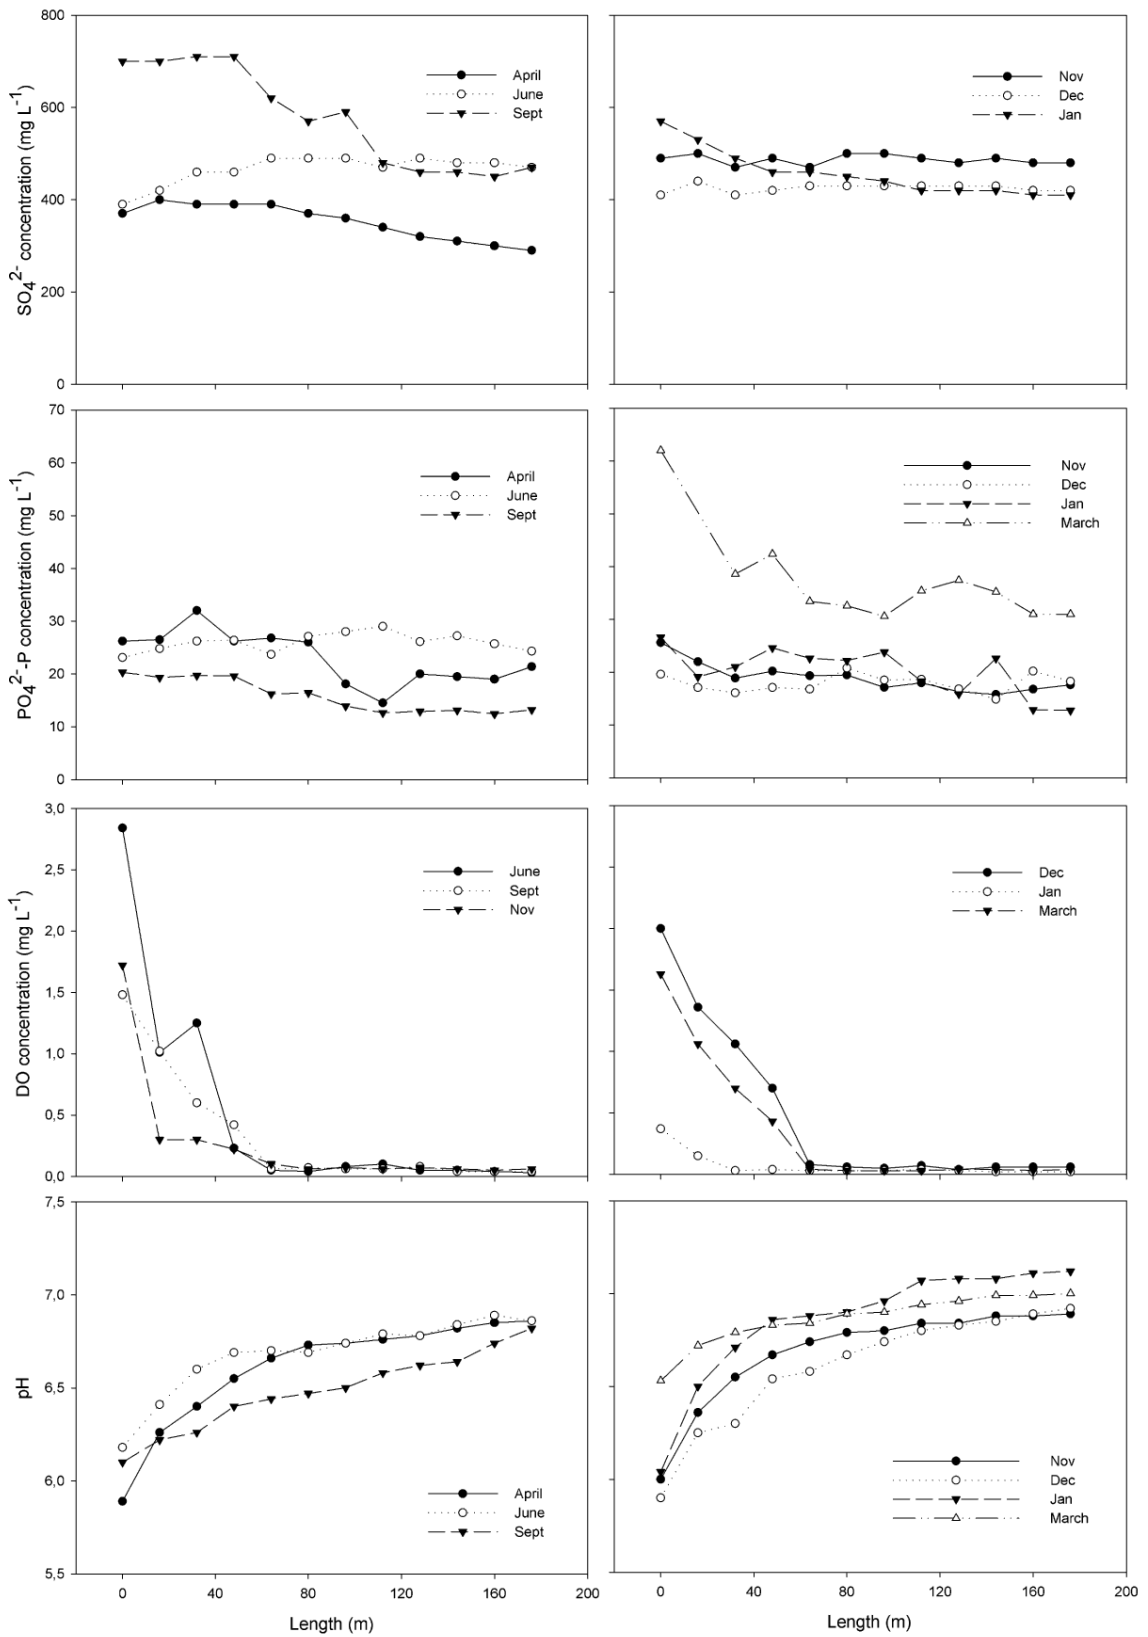 800
600
400
200
0
SO₄²⁻ concentration (mg L⁻¹)
April
June
Sept
Nov
Dec
Jan
70
60
50
40
30
20
10
0
PO₄²⁻-P concentration (mg L⁻¹)
April
June
Sept
Nov
Dec
Jan
March
3,0
2,5
2,0
1,5
1,0
0,5
0,0
DO concentration (mg L⁻¹)
June
Sept
Nov
Dec
Jan
March
7,5
7,0
6,5
6,0
5,5
pH
April
June
Sept
Nov
Dec
Jan
March
0 40 80 120 160 200
0 40 80 120 160 200
Length (m)
Length (m)